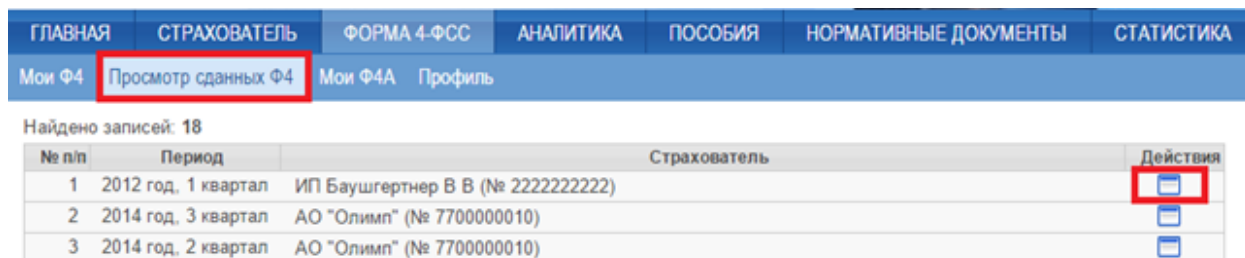 ГЛАВНАЯ СТРАХОВАТЕЛЬ ФОРМА 4-ФСС АНАЛИТИКА ПОСОБИЯ НОРМАТИВНЫЕ ДОКУМЕНТЫ СТАТИСТИКА
Мои Ф4 Просмотр сданных Ф4 Мои Ф4А Профиль
Найдено записей: 18
№ п/п Период Страхователь Действия
1 2012 год, 1 квартал ИП Баушгертнер В В (№ 2222222222)
2 2014 год, 3 квартал АО "Олимп" (№ 7700000010)
3 2014 год, 2 квартал АО "Олимп" (№ 7700000010)